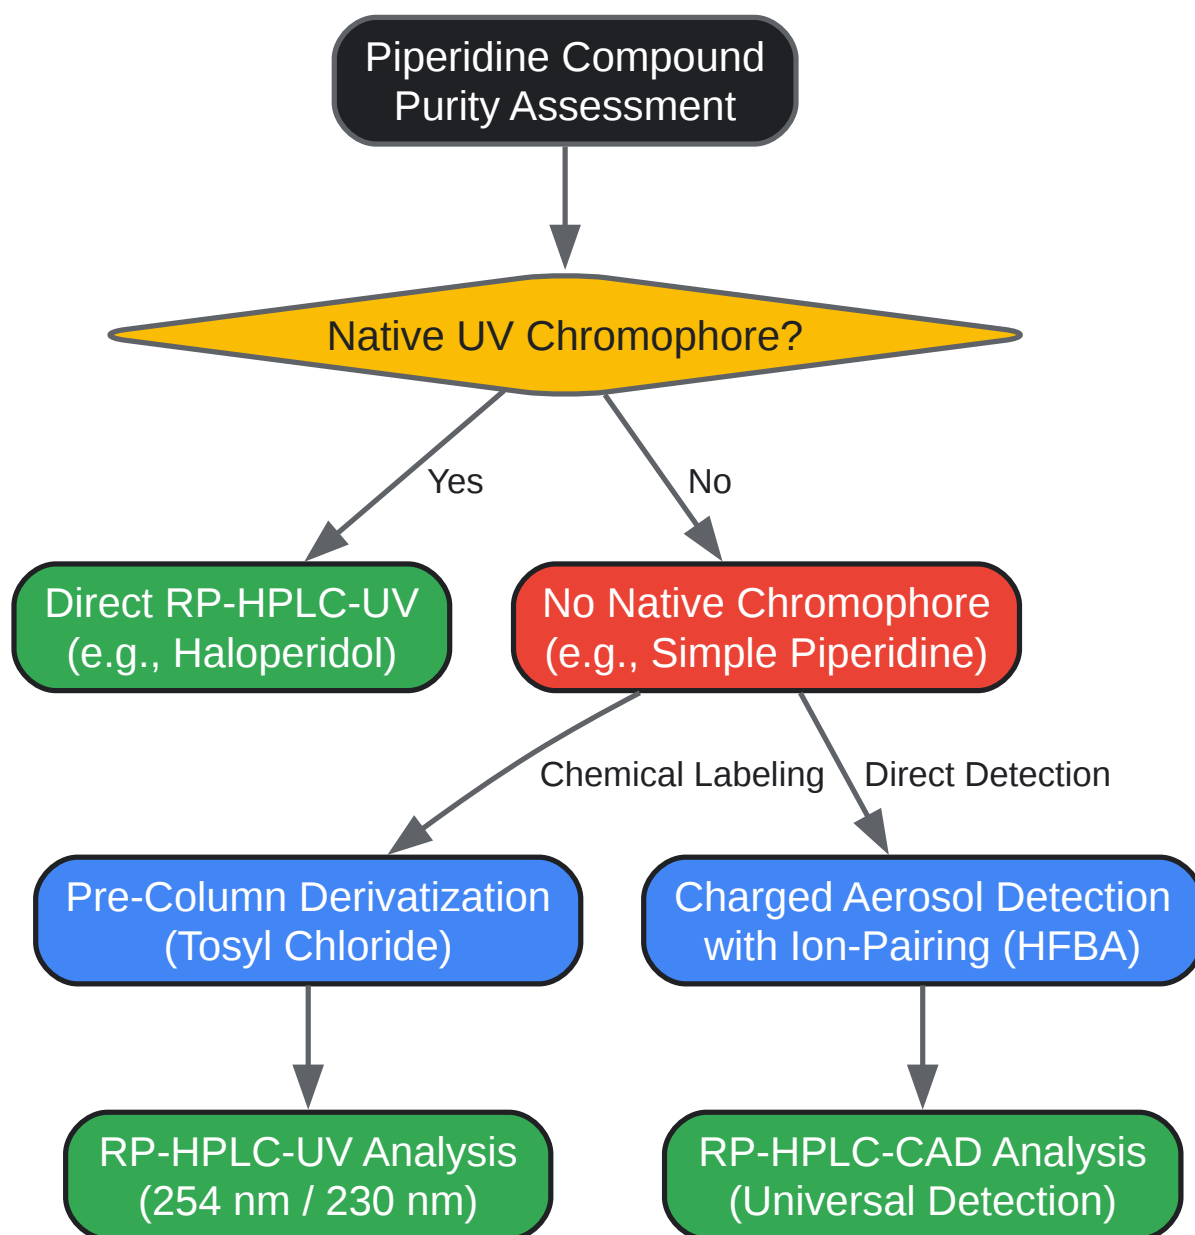 Piperidine Compound
Purity Assessment
Native UV Chromophore?
Yes
No
Direct RP-HPLC-UV
(e.g., Haloperidol)
No Native Chromophore
(e.g., Simple Piperidine)
Chemical Labeling
Direct Detection
Pre-Column Derivatization
(Tosyl Chloride)
Charged Aerosol Detection
with Ion-Pairing (HFBA)
RP-HPLC-UV Analysis
(254 nm / 230 nm)
RP-HPLC-CAD Analysis
(Universal Detection)